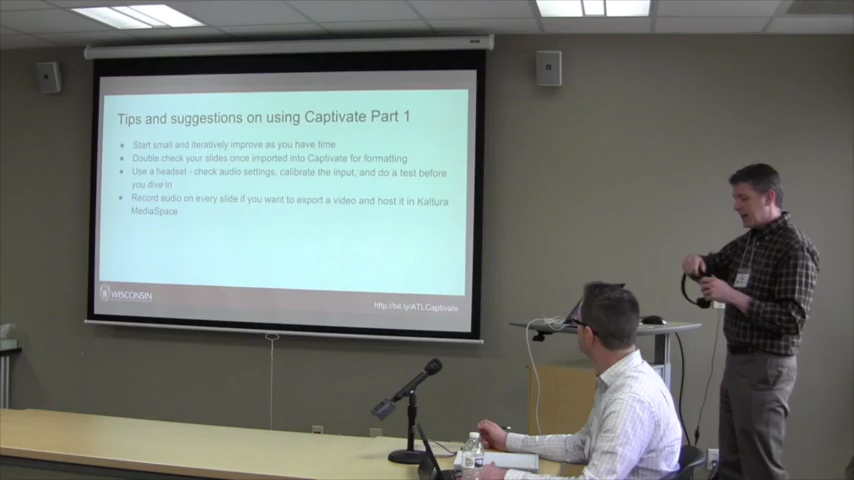 Tips and suggestions on using Captivate Part 1
● Start small and iteratively improve as you have time
● Double check your slides once imported into Captivate for formatting
● Use a headset - check audio settings, calibrate the input, and do a test before
you dive in
● Record audio on every slide if you want to export a video and host it in Kaltura
MediaSpace
WISCONSIN
http://bit.ly/ATLCaptivate